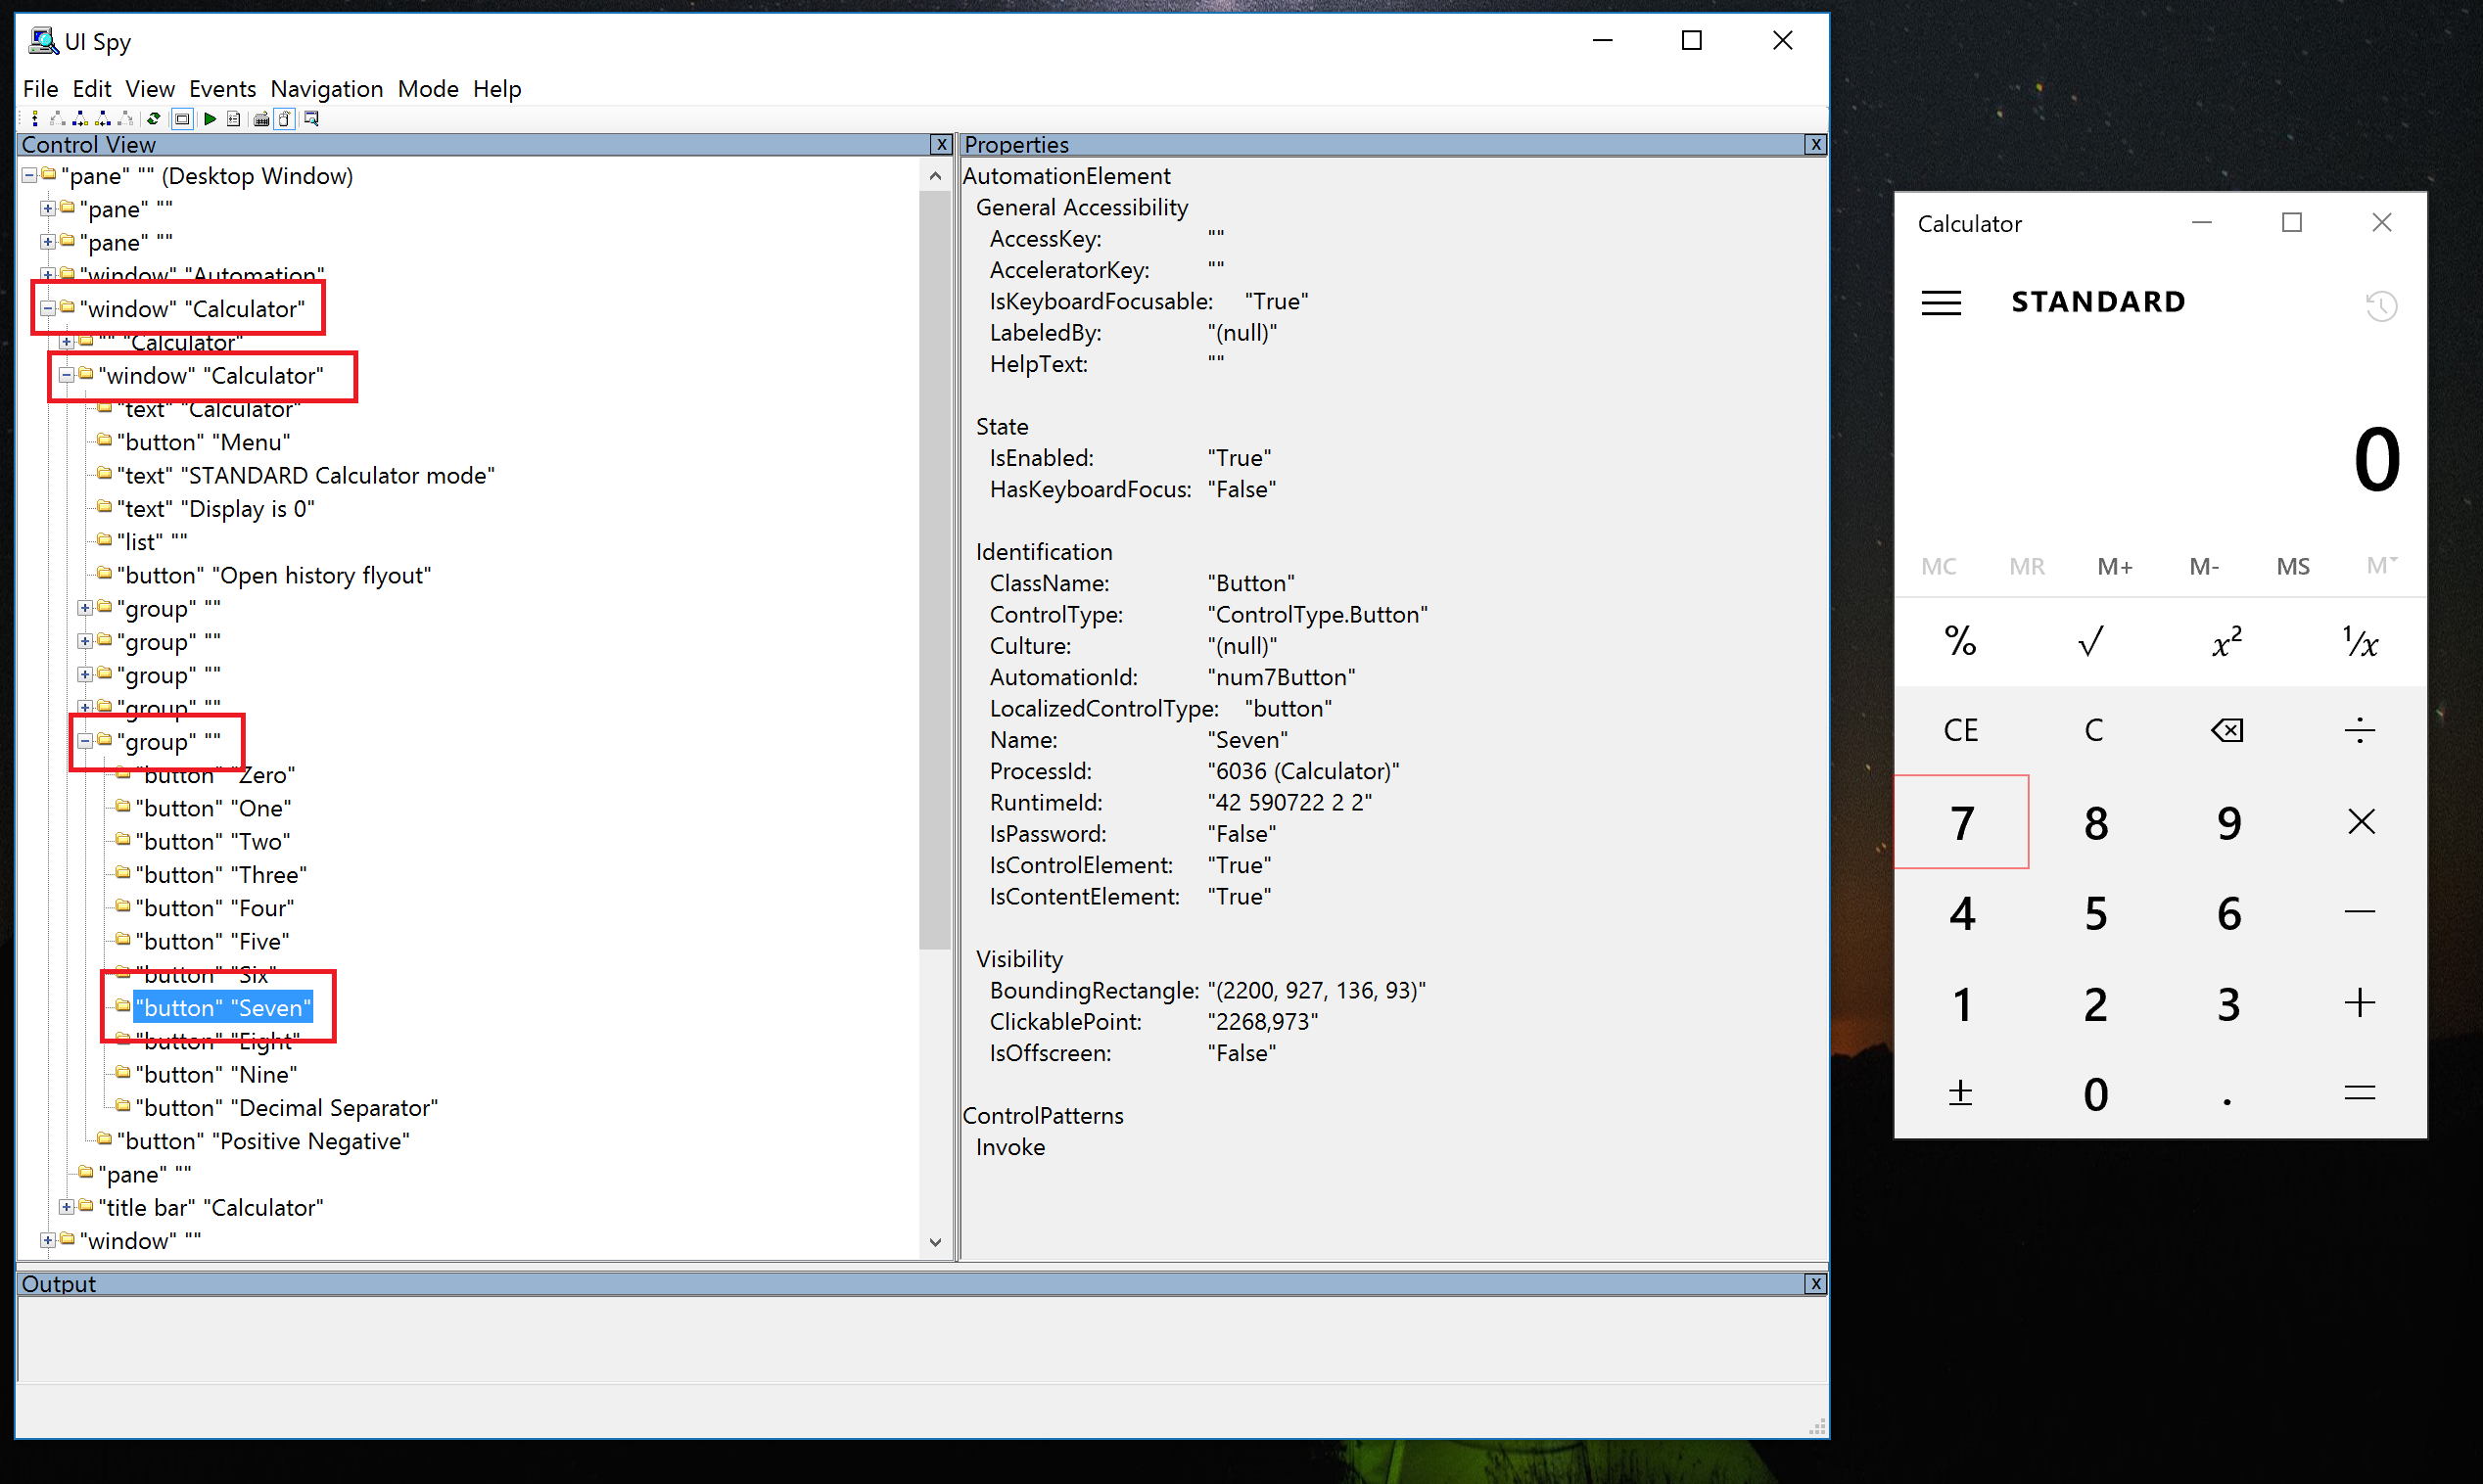 UI Spy
File Edit View Events Navigation Mode Help
Control View
"pane" "" (Desktop Window)
"pane" ""
"pane" ""
"window" "Automation"
"window" "Calculator"
"" "Calculator"
"window" "Calculator"
"text" "Calculator"
"button" "Menu"
"text" "STANDARD Calculator mode"
"text" "Display is 0"
"list" ""
"button" "Open history flyout"
"group" ""
"group" ""
"group" ""
"group" ""
"group" ""
"button" "Zero"
"button" "One"
"button" "Two"
"button" "Three"
"button" "Four"
"button" "Five"
"button" "Six"
"button" "Seven"
"button" "Eight"
"button" "Nine"
"button" "Decimal Separator"
"button" "Positive Negative"
"pane" ""
"title bar" "Calculator"
"window" ""
Properties
AutomationElement
General Accessibility
AccessKey: ""
AcceleratorKey: ""
IsKeyboardFocusable: "True"
LabeledBy: "(null)"
HelpText: ""
State
IsEnabled: "True"
HasKeyboardFocus: "False"
Identification
ClassName: "Button"
ControlType: "ControlType.Button"
Culture: "(null)"
AutomationId: "num7Button"
LocalizedControlType: "button"
Name: "Seven"
ProcessId: "6036 (Calculator)"
RuntimeId: "42 590722 2 2"
IsPassword: "False"
IsControlElement: "True"
IsContentElement: "True"
Visibility
BoundingRectangle: "(2200, 927, 136, 93)"
ClickablePoint: "2268,973"
IsOffscreen: "False"
ControlPatterns
Invoke
Output
Calculator
STANDARD
0
MC MR M+ M- MS M
% √ x² ¹/x
CE C ÷
7 8 9 ×
4 5 6 −
1 2 3 +
± 0 . =